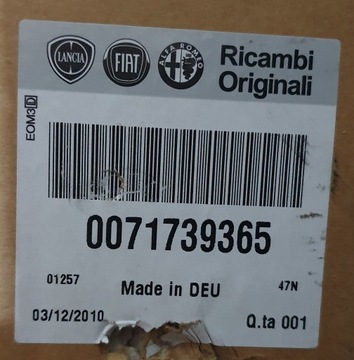 LANCIA FIAT ALFA ROMEO Ricambi
Originali
EOM3D
0071739365
01257 Made in DEU 47N
03/12/2010 Q.ta 001